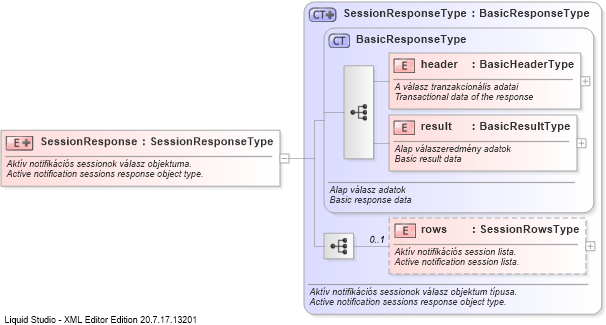 CT SessionResponseType : BasicResponseType
CT BasicResponseType
E header : BasicHeaderType
A válasz tranzakcionális adatai
Transactional data of the response
E result : BasicResultType
Alap válaszeredmény adatok
Basic result data
Alap válasz adatok
Basic response data
E SessionResponse : SessionResponseType
Aktív notifikációs sessionok válasz objektuma.
Active notification sessions response object type.
0..1
E rows : SessionRowsType
Aktív notifikációs session lista.
Active notification session lista.
Aktív notifikációs sessionok válasz objektum típusa.
Active notification sessions response object type.
Liquid Studio - XML Editor Edition 20.7.17.13201